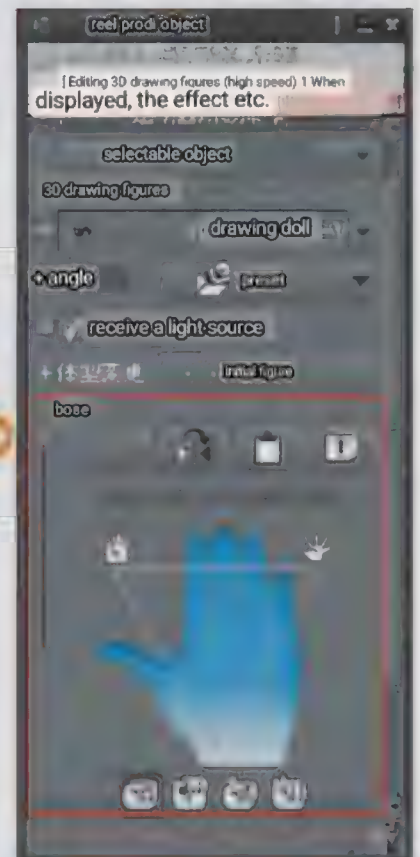 reel prodi object
[Editing 3D drawing figures (high speed) 1 When
displayed, the effect etc.
selectable object
3D drawing figures
drawing doll
+angle preset
receive a light source
+体型変更 Initial figure
bose